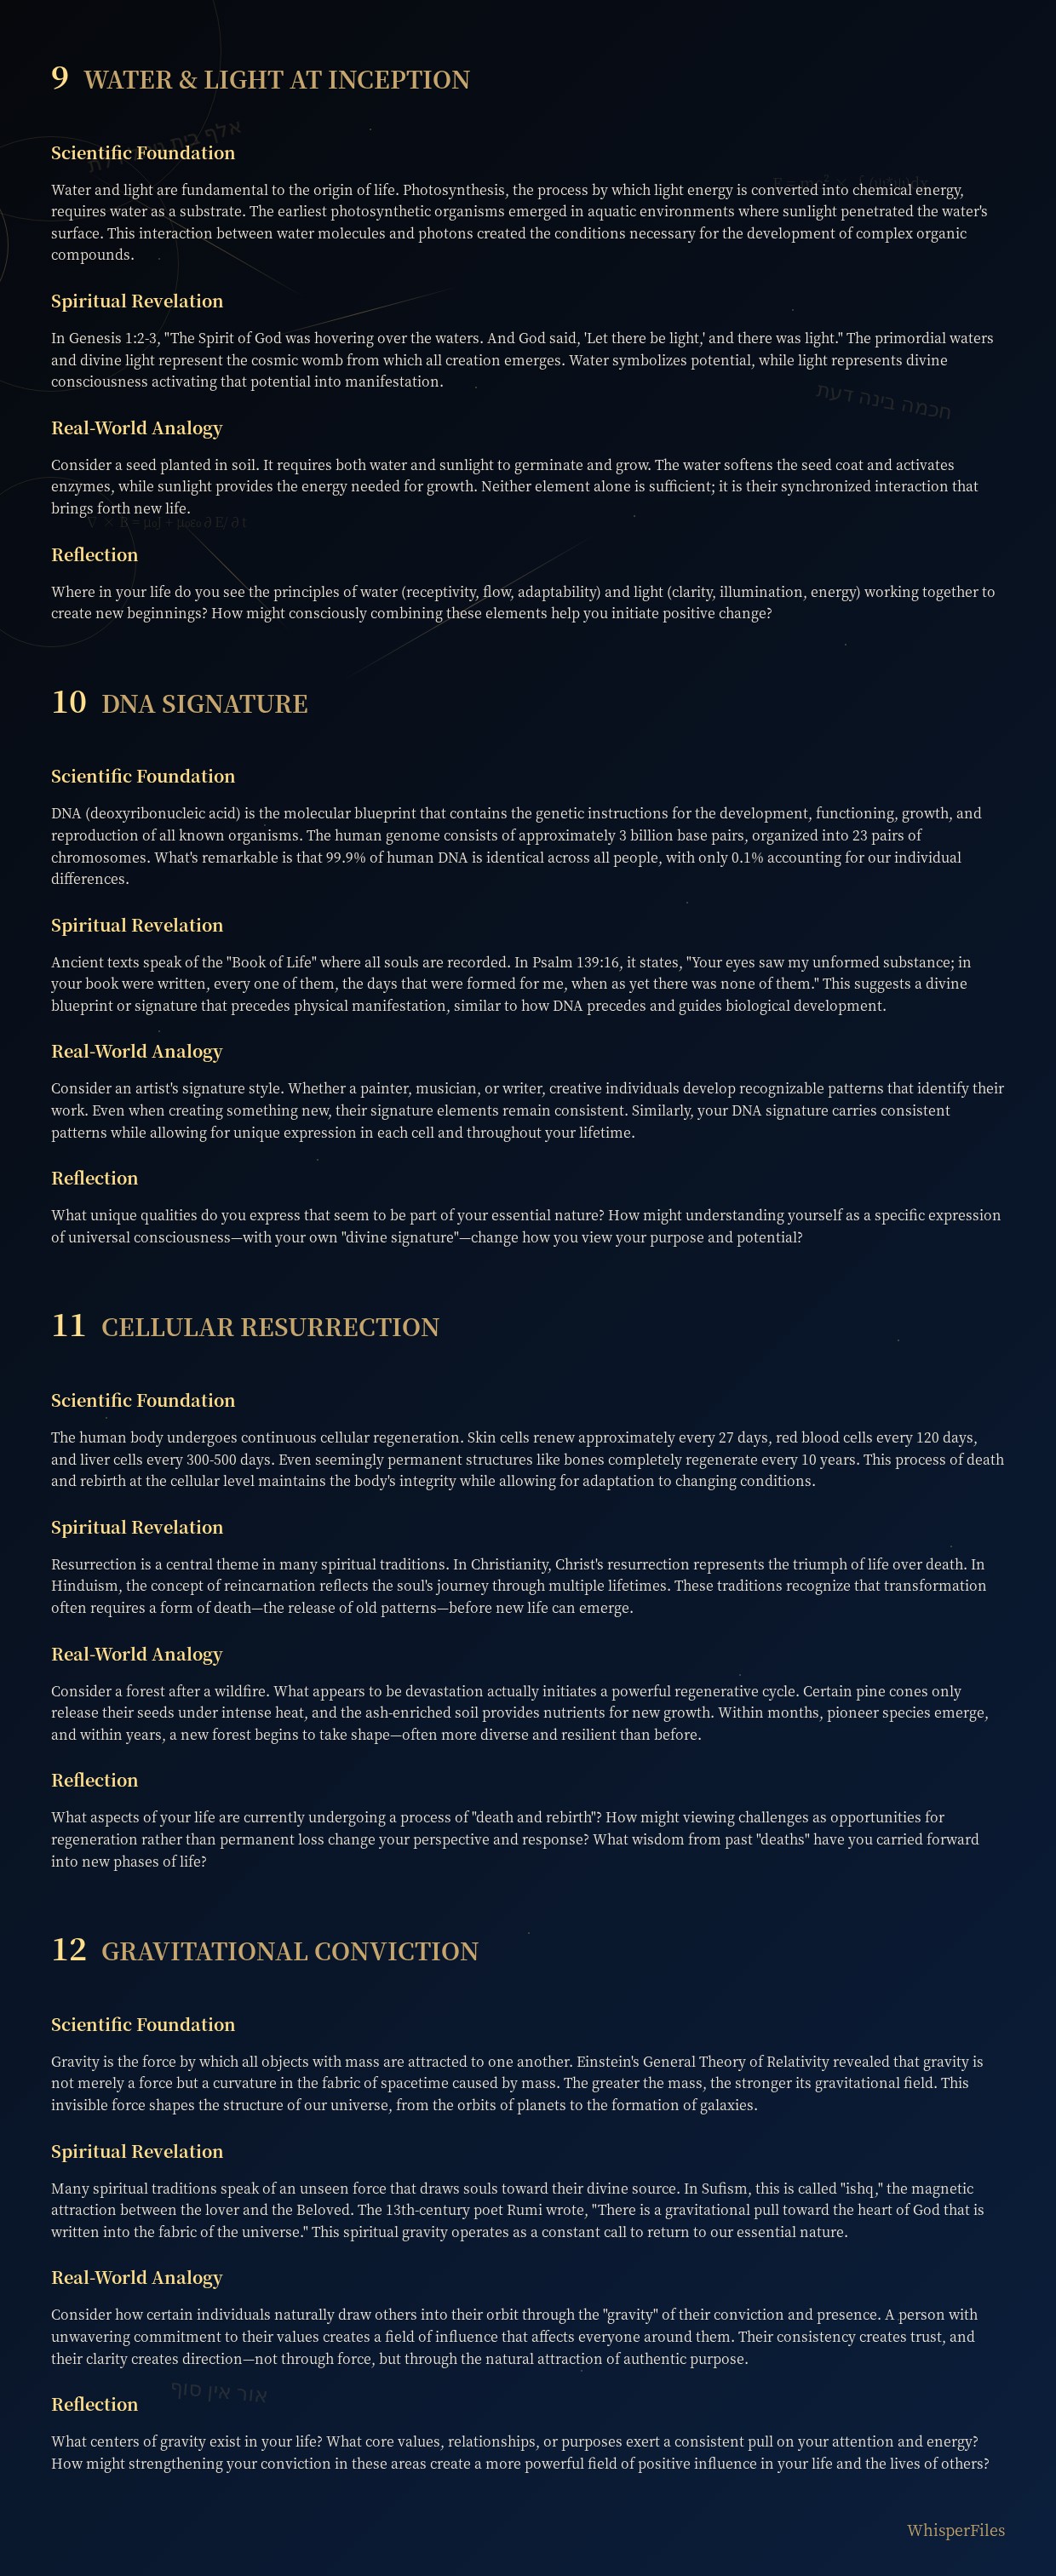 9 WATER & LIGHT AT INCEPTION
Scientific Foundation
Water and light are fundamental to the origin of life. Photosynthesis, the process by which light energy is converted into chemical energy,
requires water as a substrate. The earliest photosynthetic organisms emerged in aquatic environments where sunlight penetrated the water's
surface. This interaction between water molecules and photons created the conditions necessary for the development of complex organic
compounds.
Spiritual Revelation
In Genesis 1:2-3, "The Spirit of God was hovering over the waters. And God said, 'Let there be light,' and there was light." The primordial waters
and divine light represent the cosmic womb from which all creation emerges. Water symbolizes potential, while light represents divine
consciousness activating that potential into manifestation.
חכמה בינה דעת
Real-World Analogy
Consider a seed planted in soil. It requires both water and sunlight to germinate and grow. The water softens the seed coat and activates
enzymes, while sunlight provides the energy needed for growth. Neither element alone is sufficient; it is their synchronized interaction that
brings forth new life.
∇ × B = μ₀J + μ₀ε₀ ∂E/∂t
Reflection
Where in your life do you see the principles of water (receptivity, flow, adaptability) and light (clarity, illumination, energy) working together to
create new beginnings? How might consciously combining these elements help you initiate positive change?
10 DNA SIGNATURE
Scientific Foundation
DNA (deoxyribonucleic acid) is the molecular blueprint that contains the genetic instructions for the development, functioning, growth, and
reproduction of all known organisms. The human genome consists of approximately 3 billion base pairs, organized into 23 pairs of
chromosomes. What's remarkable is that 99.9% of human DNA is identical across all people, with only 0.1% accounting for our individual
differences.
Spiritual Revelation
Ancient texts speak of the "Book of Life" where all souls are recorded. In Psalm 139:16, it states, "Your eyes saw my unformed substance; in
your book were written, every one of them, the days that were formed for me, when as yet there was none of them." This suggests a divine
blueprint or signature that precedes physical manifestation, similar to how DNA precedes and guides biological development.
Real-World Analogy
Consider an artist's signature style. Whether a painter, musician, or writer, creative individuals develop recognizable patterns that identify their
work. Even when creating something new, their signature elements remain consistent. Similarly, your DNA signature carries consistent
patterns while allowing for unique expression in each cell and throughout your lifetime.
Reflection
What unique qualities do you express that seem to be part of your essential nature? How might understanding yourself as a specific expression
of universal consciousness—with your own "divine signature"—change how you view your purpose and potential?
11 CELLULAR RESURRECTION
Scientific Foundation
The human body undergoes continuous cellular regeneration. Skin cells renew approximately every 27 days, red blood cells every 120 days,
and liver cells every 300-500 days. Even seemingly permanent structures like bones completely regenerate every 10 years. This process of death
and rebirth at the cellular level maintains the body's integrity while allowing for adaptation to changing conditions.
Spiritual Revelation
Resurrection is a central theme in many spiritual traditions. In Christianity, Christ's resurrection represents the triumph of life over death. In
Hinduism, the concept of reincarnation reflects the soul's journey through multiple lifetimes. These traditions recognize that transformation
often requires a form of death—the release of old patterns—before new life can emerge.
Real-World Analogy
Consider a forest after a wildfire. What appears to be devastation actually initiates a powerful regenerative cycle. Certain pine cones only
release their seeds under intense heat, and the ash-enriched soil provides nutrients for new growth. Within months, pioneer species emerge,
and within years, a new forest begins to take shape—often more diverse and resilient than before.
Reflection
What aspects of your life are currently undergoing a process of "death and rebirth"? How might viewing challenges as opportunities for
regeneration rather than permanent loss change your perspective and response? What wisdom from past "deaths" have you carried forward
into new phases of life?
12 GRAVITATIONAL CONVICTION
Scientific Foundation
Gravity is the force by which all objects with mass are attracted to one another. Einstein's General Theory of Relativity revealed that gravity is
not merely a force but a curvature in the fabric of spacetime caused by mass. The greater the mass, the stronger its gravitational field. This
invisible force shapes the structure of our universe, from the orbits of planets to the formation of galaxies.
Spiritual Revelation
Many spiritual traditions speak of an unseen force that draws souls toward their divine source. In Sufism, this is called "ishq," the magnetic
attraction between the lover and the Beloved. The 13th-century poet Rumi wrote, "There is a gravitational pull toward the heart of God that is
written into the fabric of the universe." This spiritual gravity operates as a constant call to return to our essential nature.
Real-World Analogy
Consider how certain individuals naturally draw others into their orbit through the "gravity" of their conviction and presence. A person with
unwavering commitment to their values creates a field of influence that affects everyone around them. Their consistency creates trust, and
their clarity creates direction—not through force, but through the natural attraction of authentic purpose.
אור אין סוף
Reflection
What centers of gravity exist in your life? What core values, relationships, or purposes exert a consistent pull on your attention and energy?
How might strengthening your conviction in these areas create a more powerful field of positive influence in your life and the lives of others?
WhisperFiles